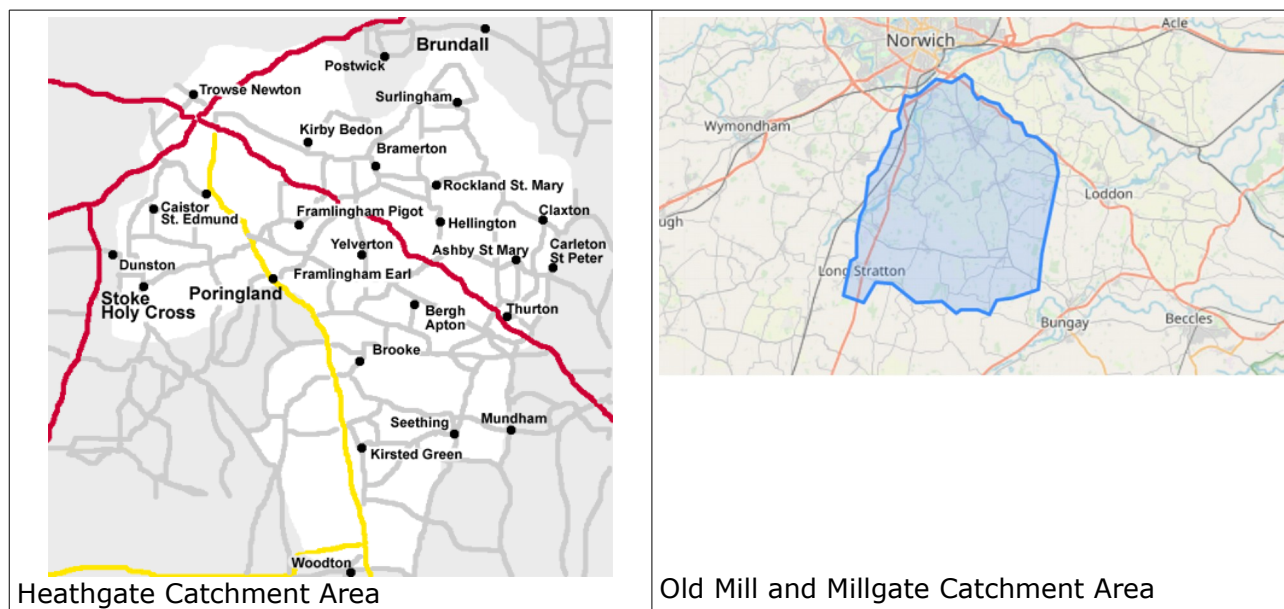 Brundall
Postwick
Trowse Newton
Surlingham
Kirby Bedon
Bramerton
Rockland St. Mary
Caistor
St. Edmund
Framlingham Pigot
Hellington
Claxton
Yelverton
Ashby St Mary
Carleton
St Peter
Dunston
Framlingham Earl
Stoke
Holy Cross
Poringland
Bergh
Apton
Thurton
Brooke
Seething
Mundham
Kirsted Green
Woodton
Heathgate Catchment Area
Acle
Norwich
Wymondham
Loddon
ugh
Long Stratton
Bungay
Beccles
Old Mill and Millgate Catchment Area